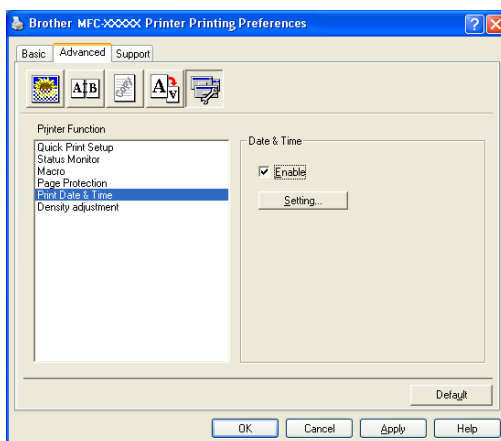 Brother MFC-XXXXX Printer Printing Preferences
Basic Advanced Support
A B
A A
Printer Function
Quick Print Setup
Status Monitor
Macro
Page Protection
Print Date & Time
Density adjustment
Date & Time
Enable
Setting...
Default
OK Cancel Apply Help